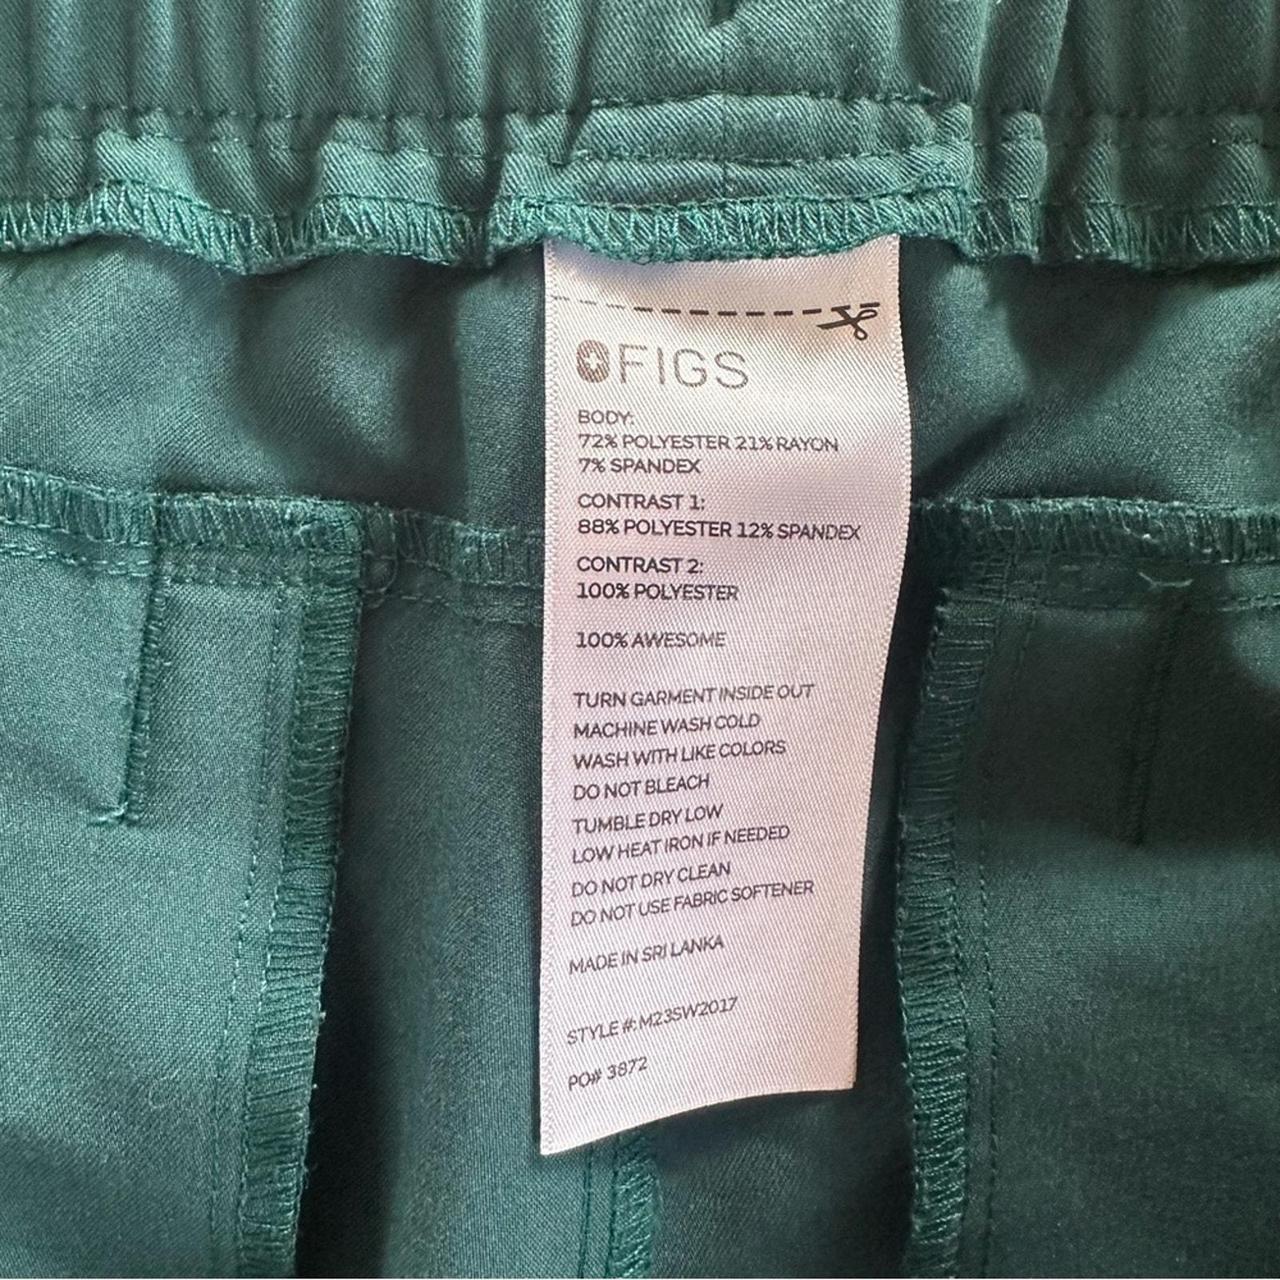 FIGS
BODY:
72% POLYESTER 21% RAYON
7% SPANDEX
CONTRAST 1:
88% POLYESTER 12% SPANDEX
CONTRAST 2:
100% POLYESTER
100% AWESOME
TURN GARMENT INSIDE OUT
MACHINE WASH COLD
WASH WITH LIKE COLORS
DO NOT BLEACH
TUMBLE DRY LOW
LOW HEAT IRON IF NEEDED
DO NOT DRY CLEAN
DO NOT USE FABRIC SOFTENER
MADE IN SRI LANKA
STYLE #: M23SW2017
PO# 3872